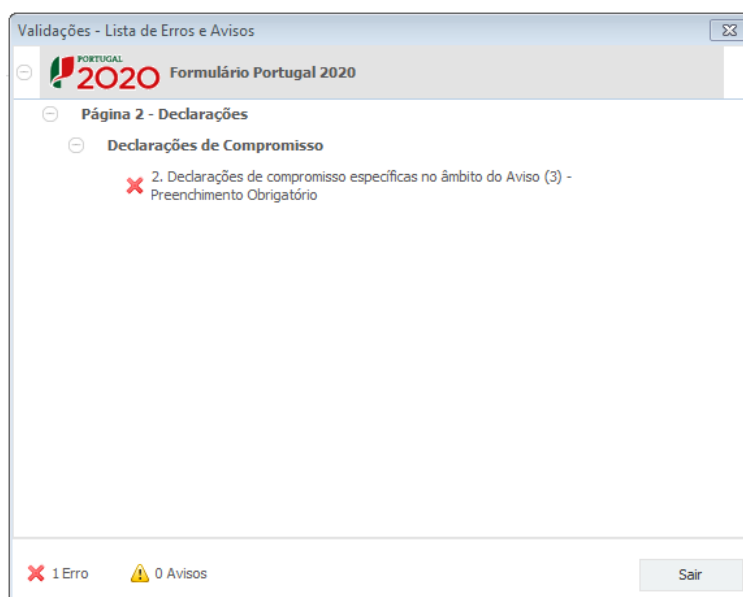 Validações - Lista de Erros e Avisos
PORTUGAL
2020 Formulário Portugal 2020
Página 2 - Declarações
Declarações de Compromisso
2. Declarações de compromisso específicas no âmbito do Aviso (3) -
Preenchimento Obrigatório
1 Erro 0 Avisos Sair